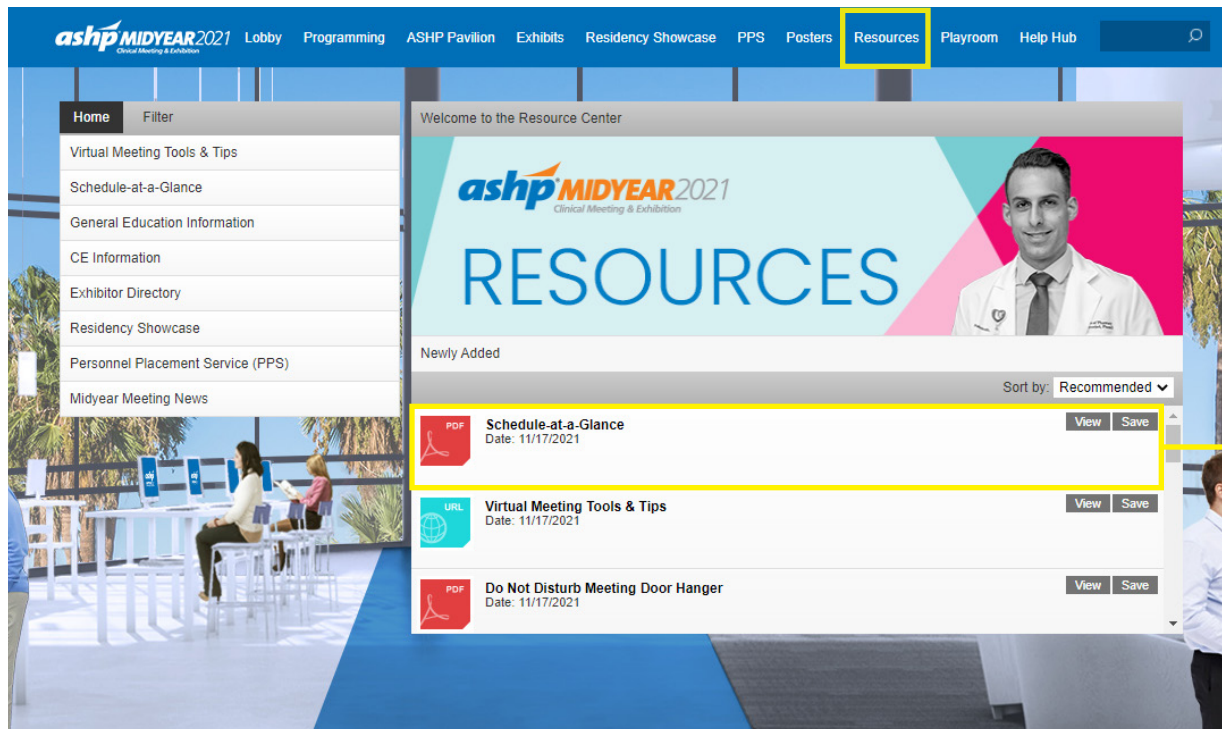 ashp MIDYEAR 2021
Clinical Meeting & Exhibition
Lobby Programming ASHP Pavilion Exhibits Residency Showcase PPS Posters Resources Playroom Help Hub
Home Filter
Virtual Meeting Tools & Tips
Schedule-at-a-Glance
General Education Information
CE Information
Exhibitor Directory
Residency Showcase
Personnel Placement Service (PPS)
Midyear Meeting News
Welcome to the Resource Center
ashp MIDYEAR 2021
Clinical Meeting & Exhibition
RESOURCES
Newly Added
Sort by: Recommended
PDF
Schedule-at-a-Glance
Date: 11/17/2021
View Save
URL
Virtual Meeting Tools & Tips
Date: 11/17/2021
View Save
PDF
Do Not Disturb Meeting Door Hanger
Date: 11/17/2021
View Save